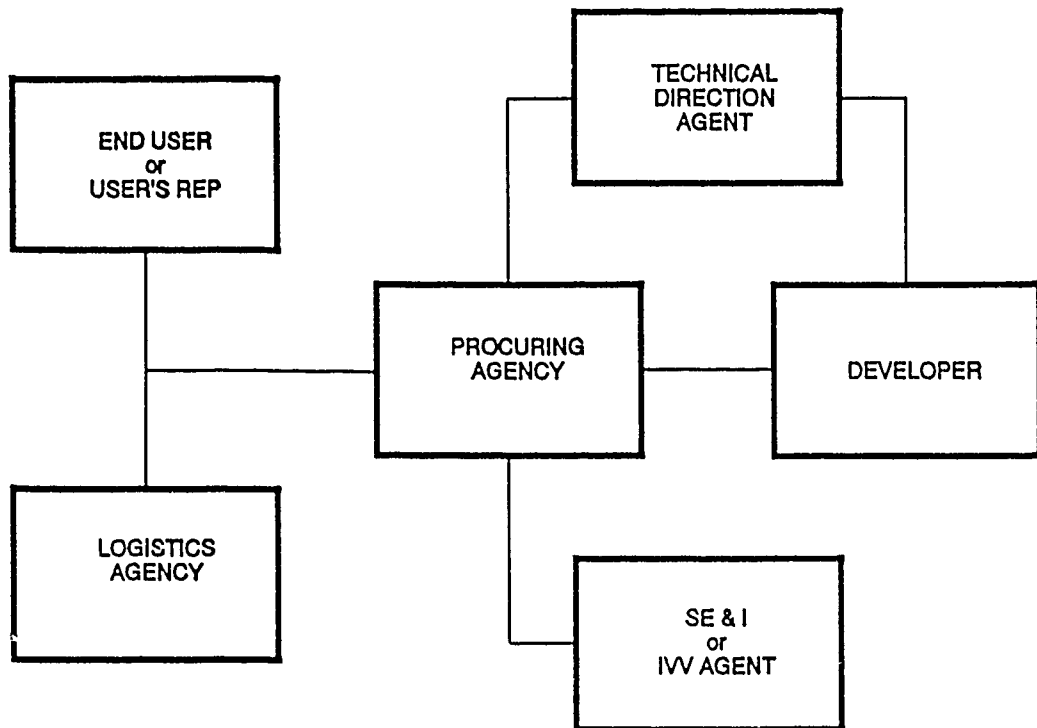 TECHNICAL
DIRECTION
AGENT
END USER
or
USER'S REP
PROCURING
AGENCY
DEVELOPER
LOGISTICS
AGENCY
SE & I
or
IVV AGENT